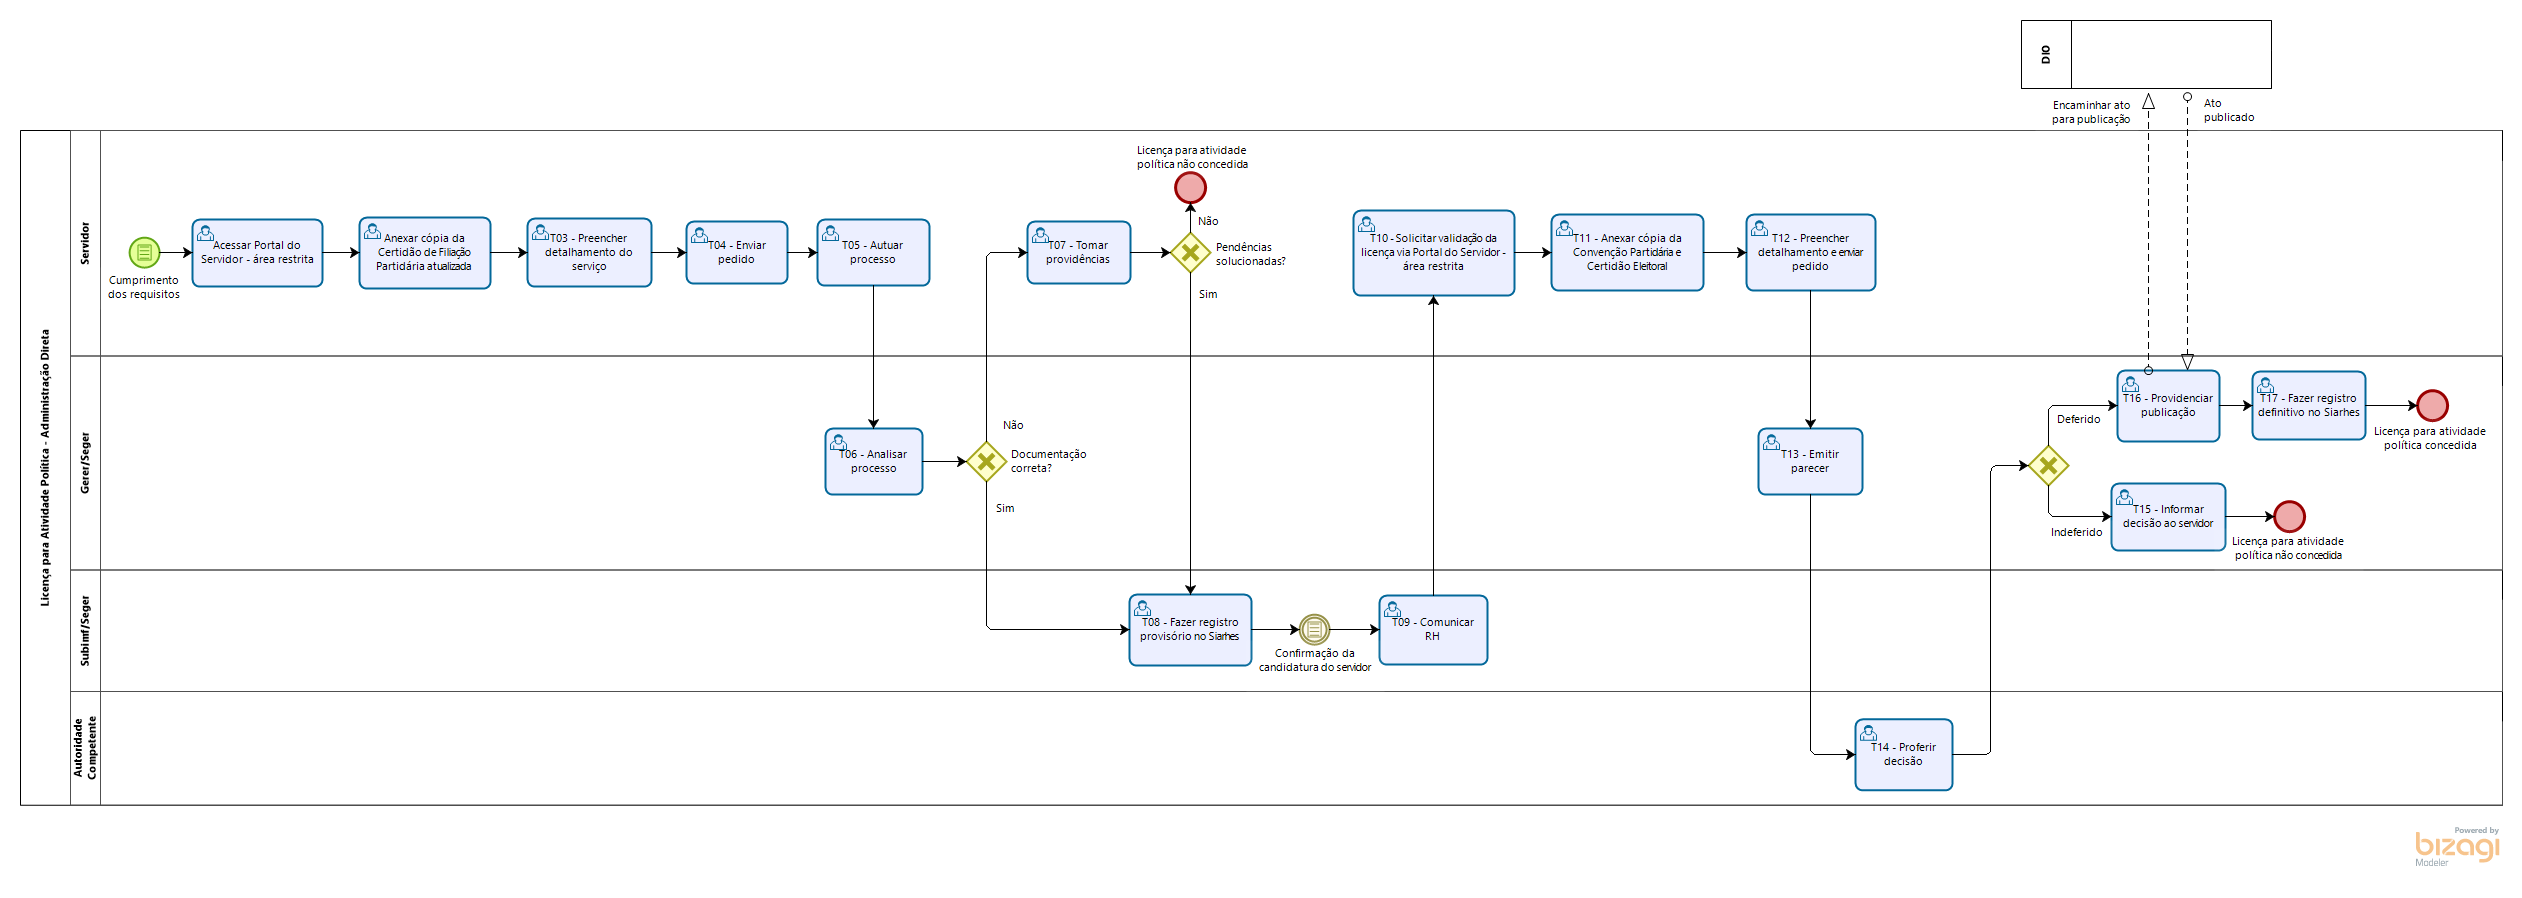 DIO
Encaminhar ato
para publicação
Ato
publicado
Licença para Atividade Política - Administração Direta
Servidor
Cumprimento
dos requisitos
Acessar Portal do
Servidor - área restrita
Anexar cópia da
Certidão de Filiação
Partidária atualizada
T03 - Preencher
detalhamento do
serviço
T04 - Enviar
pedido
T05 - Autuar
processo
T07 - Tomar
providências
Licença para atividade
política não concedida
Não
Pendências
solucionadas?
Sim
T10 - Solicitar validação da
licença via Portal do Servidor -
área restrita
T11 - Anexar cópia da
Convenção Partidária e
Certidão Eleitoral
T12 - Preencher
detalhamento e enviar
pedido
Gerer/Seger
T06 - Analisar
processo
Não
Documentação
correta?
Sim
T13 - Emitir
parecer
Deferido
Indeferido
T16 - Providenciar
publicação
T17 - Fazer registro
definitivo no Siarhes
Licença para atividade
política concedida
T15 - Informar
decisão ao servidor
Licença para atividade
política não concedida
Subimf/Seger
T08 - Fazer registro
provisório no Siarhes
Confirmação da
candidatura do servidor
T09 - Comunicar
RH
Autoridade
Competente
T14 - Proferir
decisão
Powered by
bizagi
Modeler